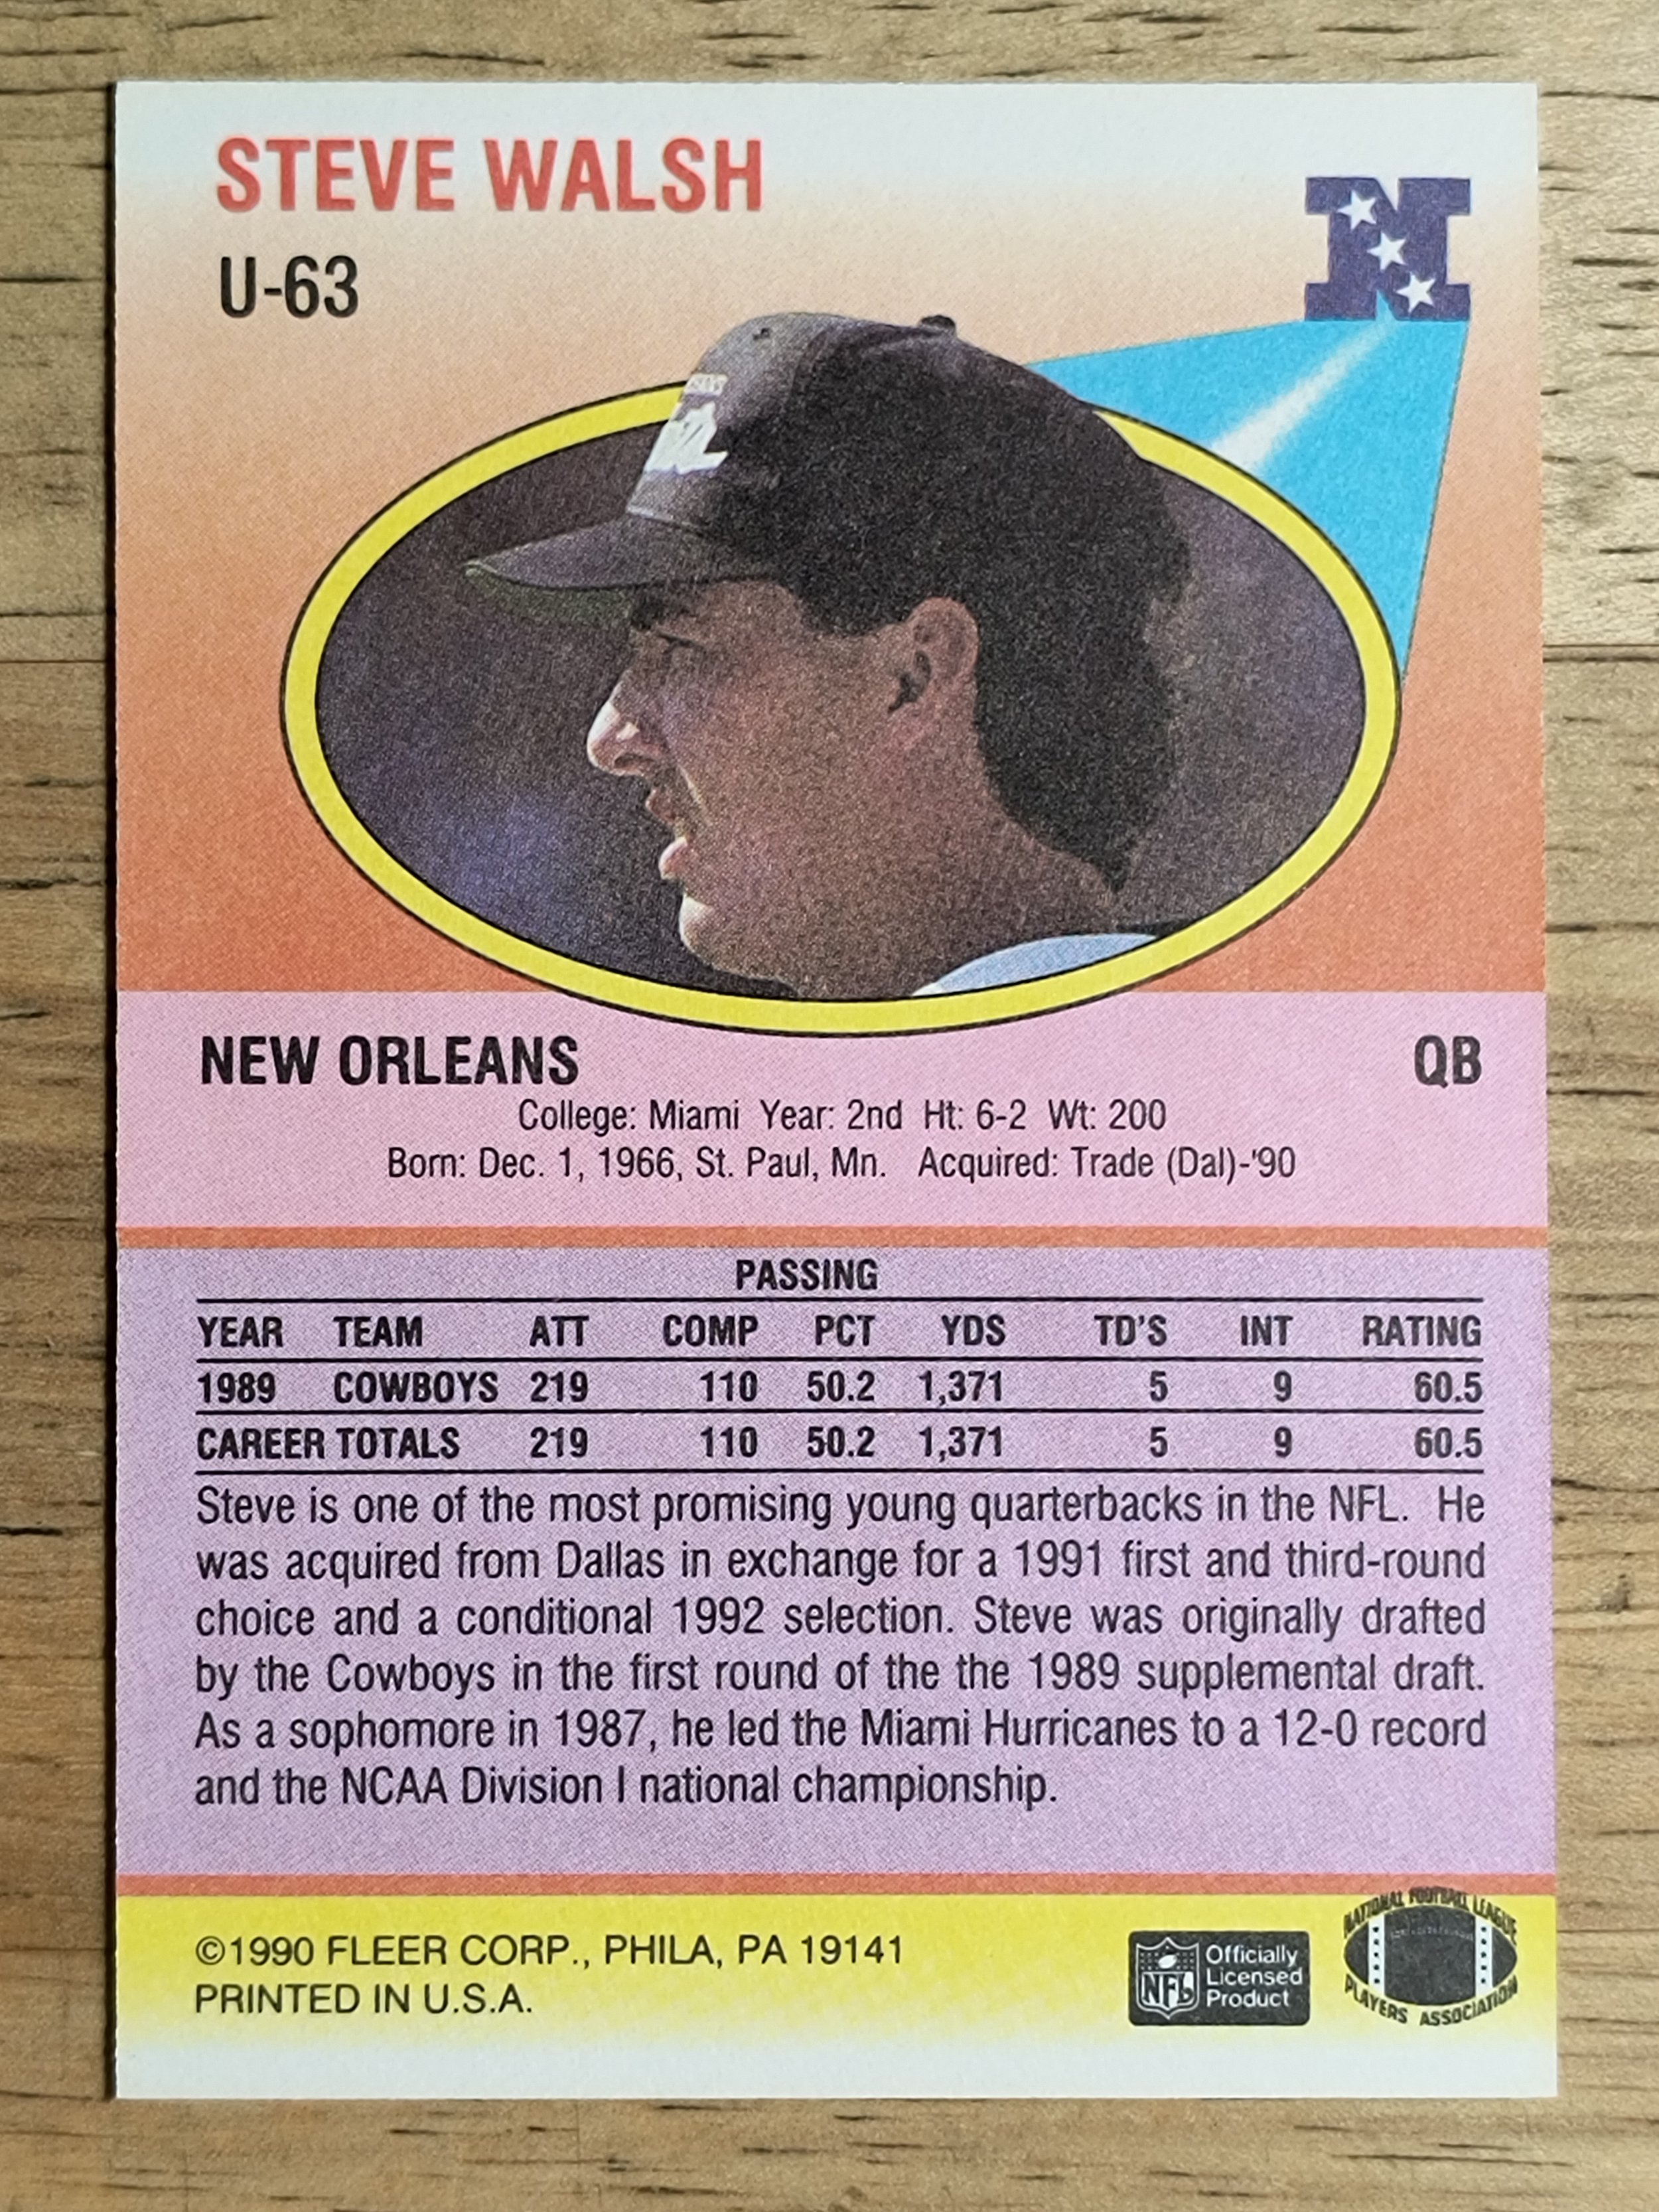 STEVE WALSH
U-63
NEW ORLEANS QB
College: Miami Year: 2nd Ht: 6-2 Wt: 200
Born: Dec. 1, 1966, St. Paul, Mn. Acquired: Trade (Dal)-'90
PASSING
YEAR TEAM ATT COMP PCT YDS TD'S INT RATING
1989 COWBOYS 219 110 50.2 1,371 5 9 60.5
CAREER TOTALS 219 110 50.2 1,371 5 9 60.5
Steve is one of the most promising young quarterbacks in the NFL. He
was acquired from Dallas in exchange for a 1991 first and third-round
choice and a conditional 1992 selection. Steve was originally drafted
by the Cowboys in the first round of the the 1989 supplemental draft.
As a sophomore in 1987, he led the Miami Hurricanes to a 12-0 record
and the NCAA Division I national championship.
©1990 FLEER CORP., PHILA, PA 19141
PRINTED IN U.S.A.
NFL
Officially
Licensed
Product
NATIONAL FOOTBALL LEAGUE
PLAYERS ASSOCIATION
N